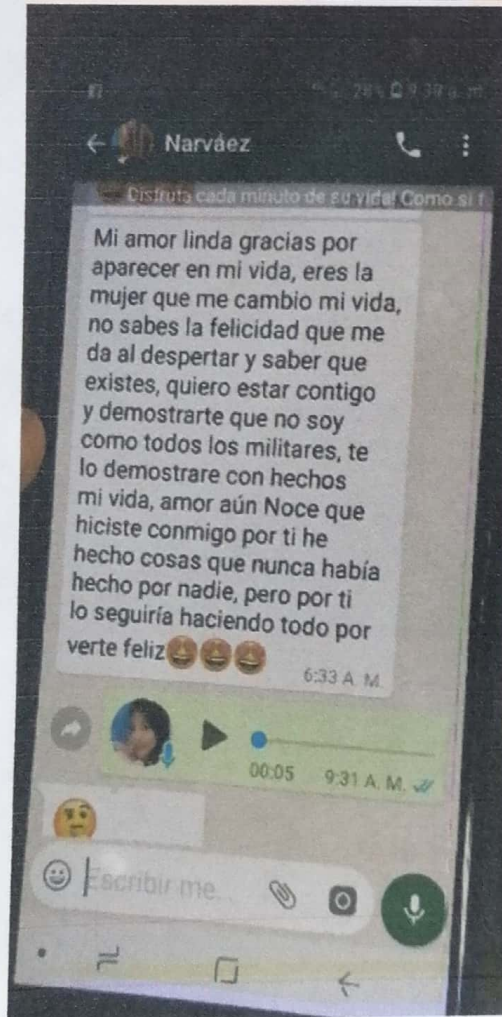 28% 9:30 a. m.
Narváez
Disfruta cada minuto de su vida! Como si f
Mi amor linda gracias por
aparecer en mi vida, eres la
mujer que me cambio mi vida,
no sabes la felicidad que me
da al despertar y saber que
existes, quiero estar contigo
y demostrarte que no soy
como todos los militares, te
lo demostrare con hechos
mi vida, amor aún Noce que
hiciste conmigo por ti he
hecho cosas que nunca había
hecho por nadie, pero por ti
lo seguiría haciendo todo por
verte feliz
6:33 A. M.
00:05 9:31 A. M.
Escribir me...